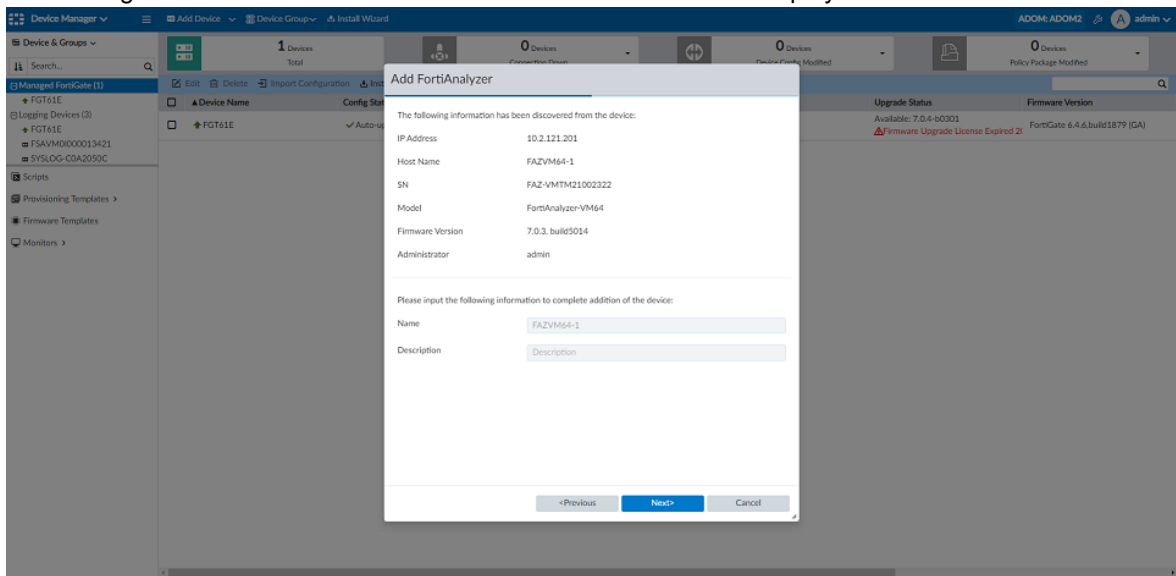 Device Manager
Add Device
Device Group
Install Wizard
ADOM: ADOM2
A
admin
Device & Groups
Search...
Managed FortiGate (1)
FGT61E
Logging Devices (3)
FGT61E
FSAVM0I000013421
SYSLOG-C0A2050C
Scripts
Provisioning Templates >
Firmware Templates
Monitors >
1 Devices
Total
0 Devices
Connection Down
0 Devices
Device Config Modified
0 Devices
Policy Package Modified
Edit
Delete
Import Configuration
Inst
Device Name
Config Stat
Upgrade Status
Firmware Version
FGT61E
Auto-up
Available: 7.0.4-b0301
Firmware Upgrade License Expired 2
FortiGate 6.4.6,build1879 (GA)
Add FortiAnalyzer
The following information has been discovered from the device:
IP Address 10.2.121.201
Host Name FAZVM64-1
SN FAZ-VMTM21002322
Model FortiAnalyzer-VM64
Firmware Version 7.0.3, build5014
Administrator admin
Please input the following information to complete addition of the device:
Name FAZVM64-1
Description Description
<Previous
Next>
Cancel